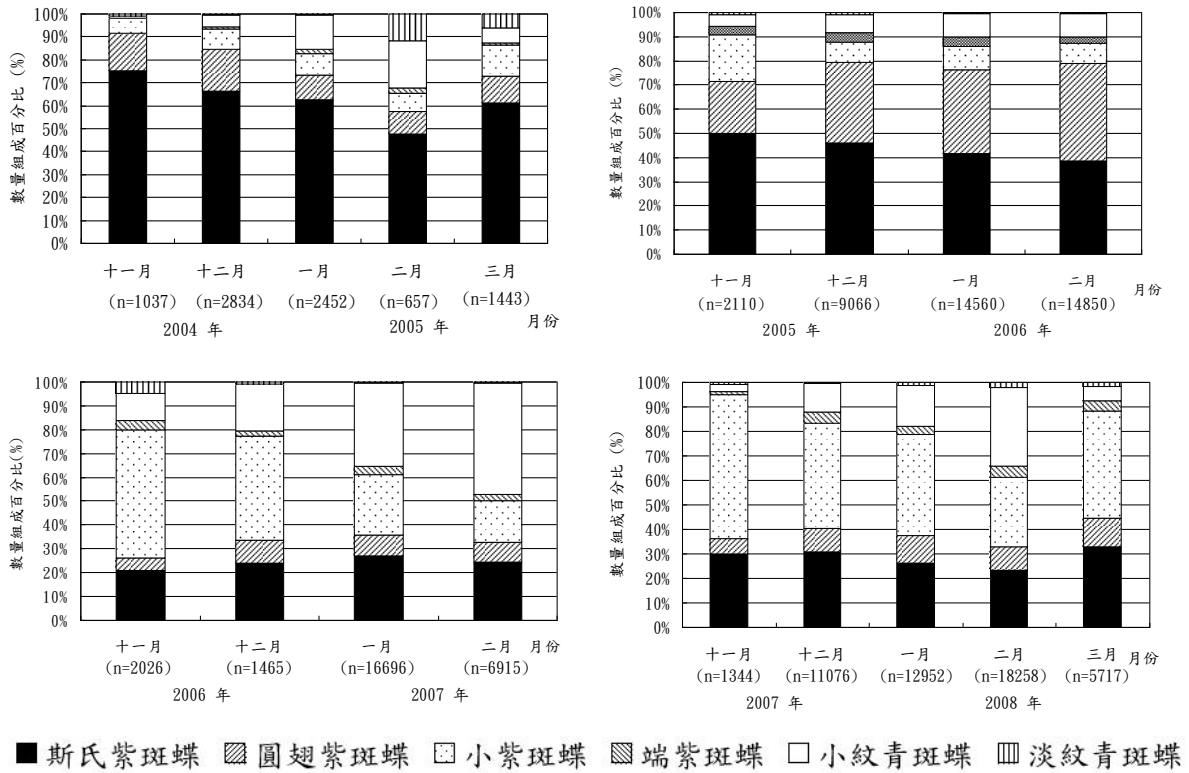 數量組成百分比 (%)
100%
90%
80%
70%
60%
50%
40%
30%
20%
10%
0%
十一月 十二月 一月 二月 三月
(n=1037) (n=2834) (n=2452) (n=657) (n=1443)
2004 年 2005 年 月份
數量組成百分比 (%)
100%
90%
80%
70%
60%
50%
40%
30%
20%
10%
0%
十一月 十二月 一月 二月 月份
(n=2110) (n=9066) (n=14560) (n=14850)
2005 年 2006 年
數量組成百分比(%)
100%
90%
80%
70%
60%
50%
40%
30%
20%
10%
0%
十一月 十二月 一月 二月 月份
(n=2026) (n=1465) (n=16696) (n=6915)
2006 年 2007 年
數量組成百分比 (%)
100%
90%
80%
70%
60%
50%
40%
30%
20%
10%
0%
十一月 十二月 一月 二月 三月 月份
(n=1344) (n=11076) (n=12952) (n=18258) (n=5717)
2007 年 2008 年
斯氏紫斑蝶 圓翅紫斑蝶 小紫斑蝶 端紫斑蝶 小紋青斑蝶 淡紋青斑蝶